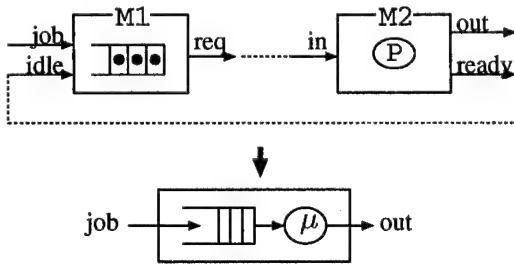 M1 M2
job req in out
idle P ready
job μ out